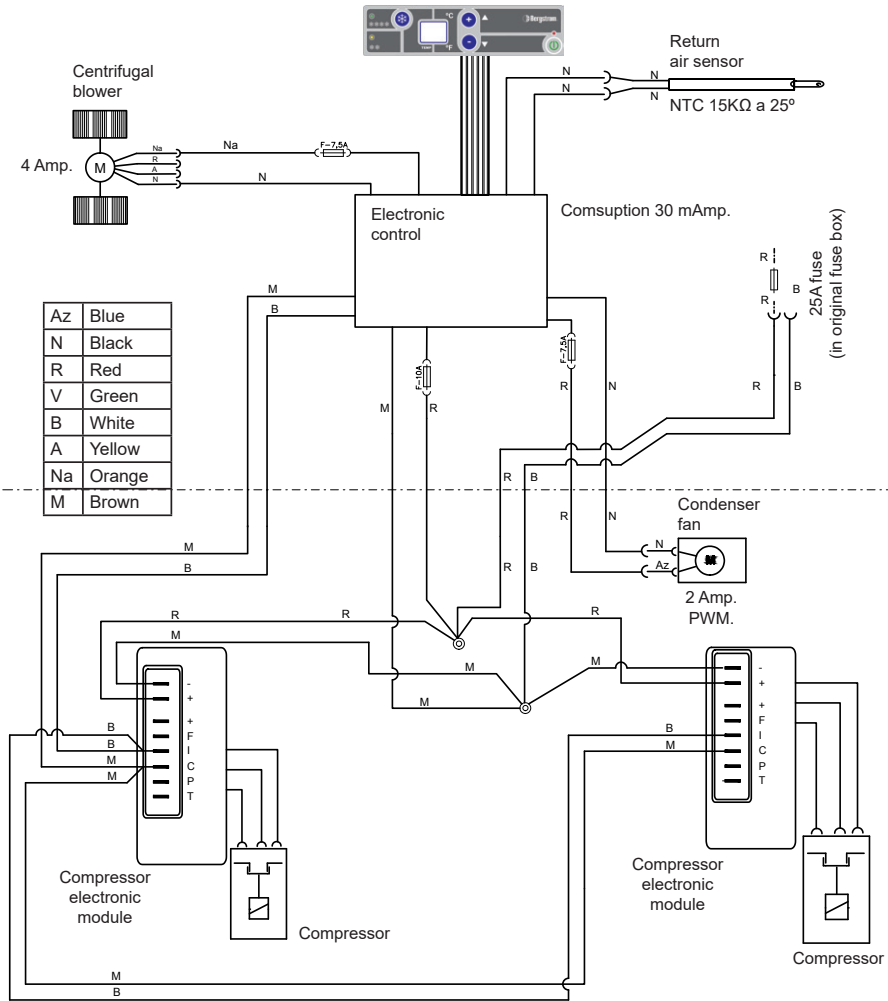 Bergstrom
°C
+
TEMP
-
°F
Return
air sensor
N
N
N
N
NTC 15KΩ a 25º
Centrifugal
blower
4 Amp.
M
Na
R
A
N
Na
F-7,5A
N
Electronic
control
Comsuption 30 mAmp.
R
R
B
25A fuse
(in original fuse box)
M
B
Az Blue
N Black
R Red
V Green
B White
A Yellow
Na Orange
M Brown
F-10A
F-7,5A
M
R
R
N
R
B
R
B
R
N
Condenser
fan
N
Az
M
2 Amp.
PWM.
M
B
R
B
R
R
M
R
M
M
M
-
+
+
F
I
C
P
T
B
B
M
M
-
+
+
F
I
C
P
T
B
M
Compressor
electronic
module
Compressor
Compressor
electronic
module
Compressor
M
B